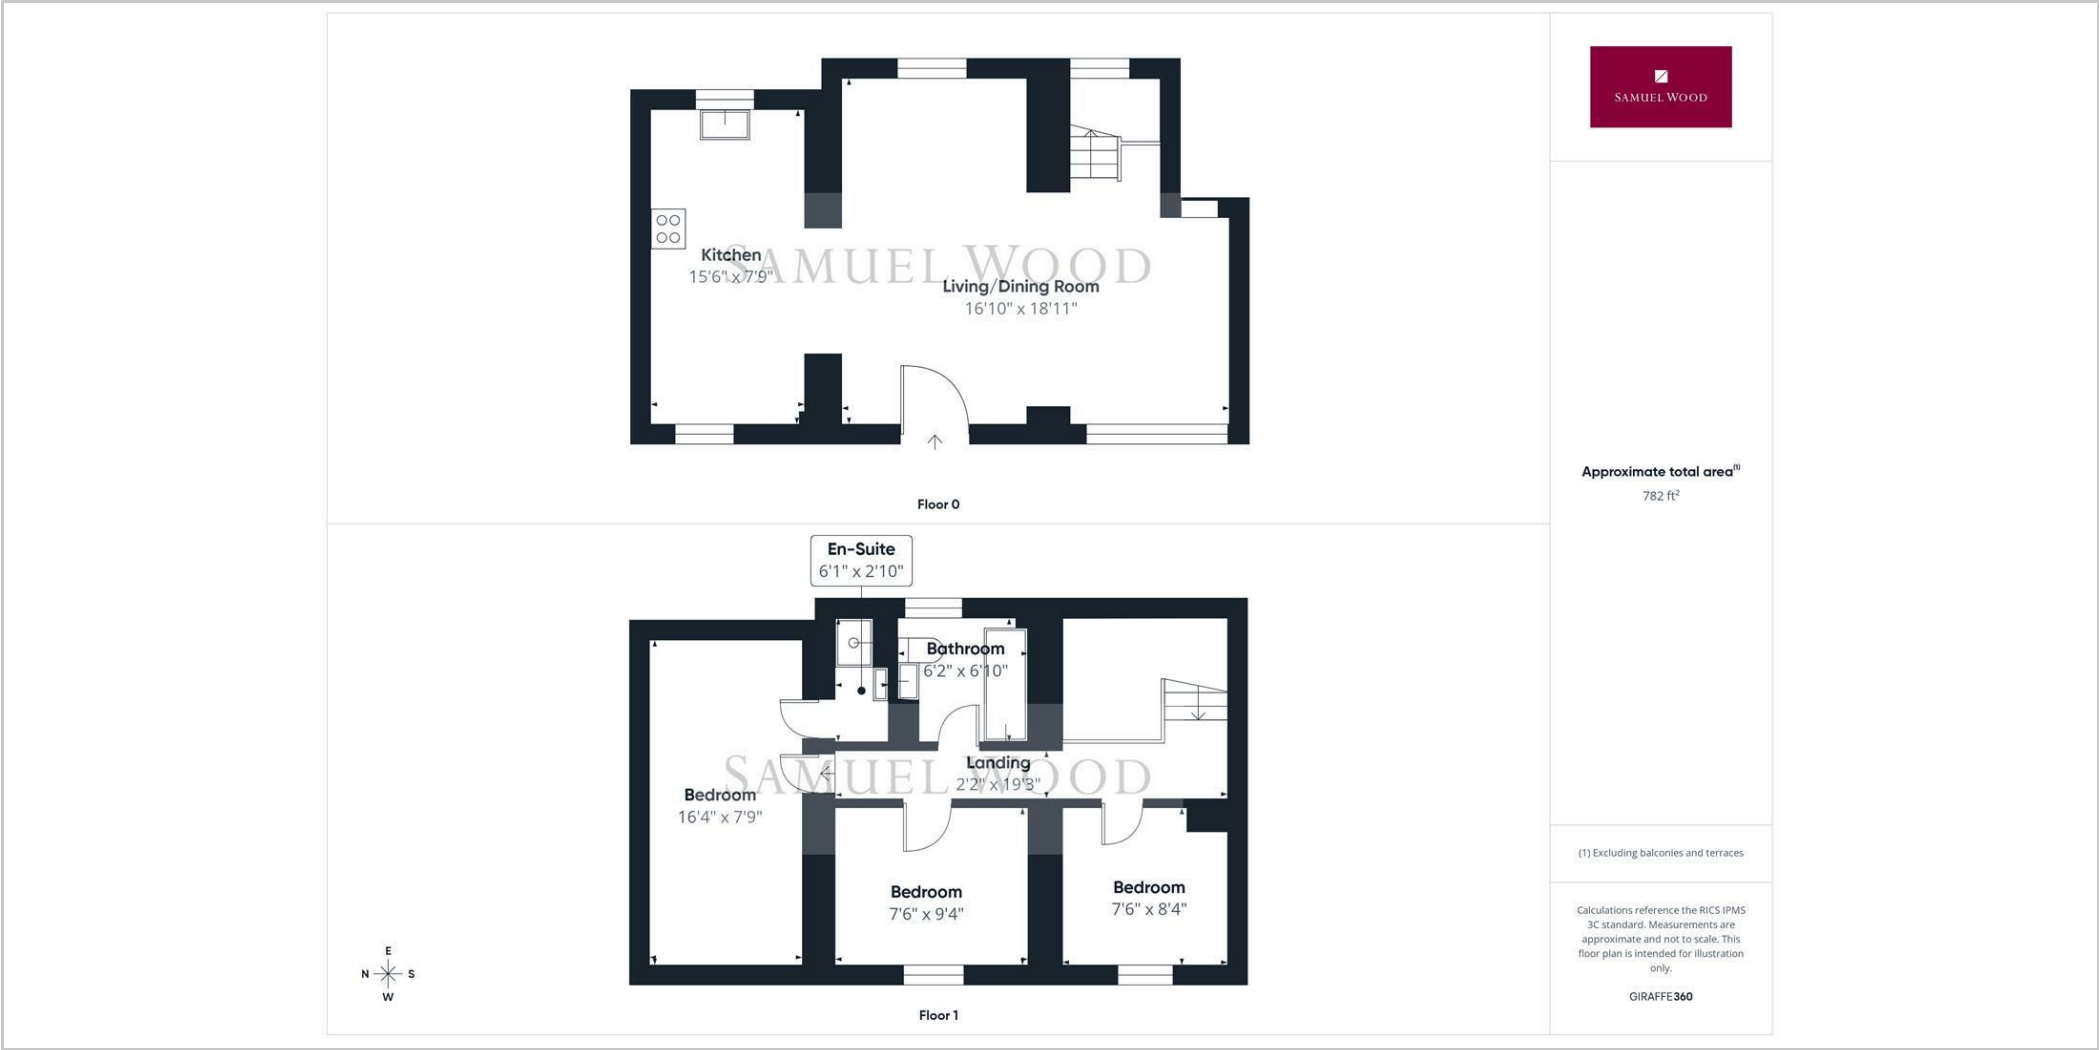 SAMUEL WOOD
Kitchen
15'6" x 7'9"
SAMUEL WOOD
Living/Dining Room
16'10" x 18'11"
Floor 0
En-Suite
6'1" x 2'10"
Bathroom
6'2" x 6'10"
Landing
2'2" x 19'3"
SAMUEL WOOD
Bedroom
16'4" x 7'9"
Bedroom
7'6" x 9'4"
Bedroom
7'6" x 8'4"
E
N S
W
Floor 1
Approximate total area(1)
782 ft²
(1) Excluding balconies and terraces
Calculations reference the RICS IPMS
3C standard. Measurements are
approximate and not to scale. This
floor plan is intended for illustration
only.
GIRAFFE360